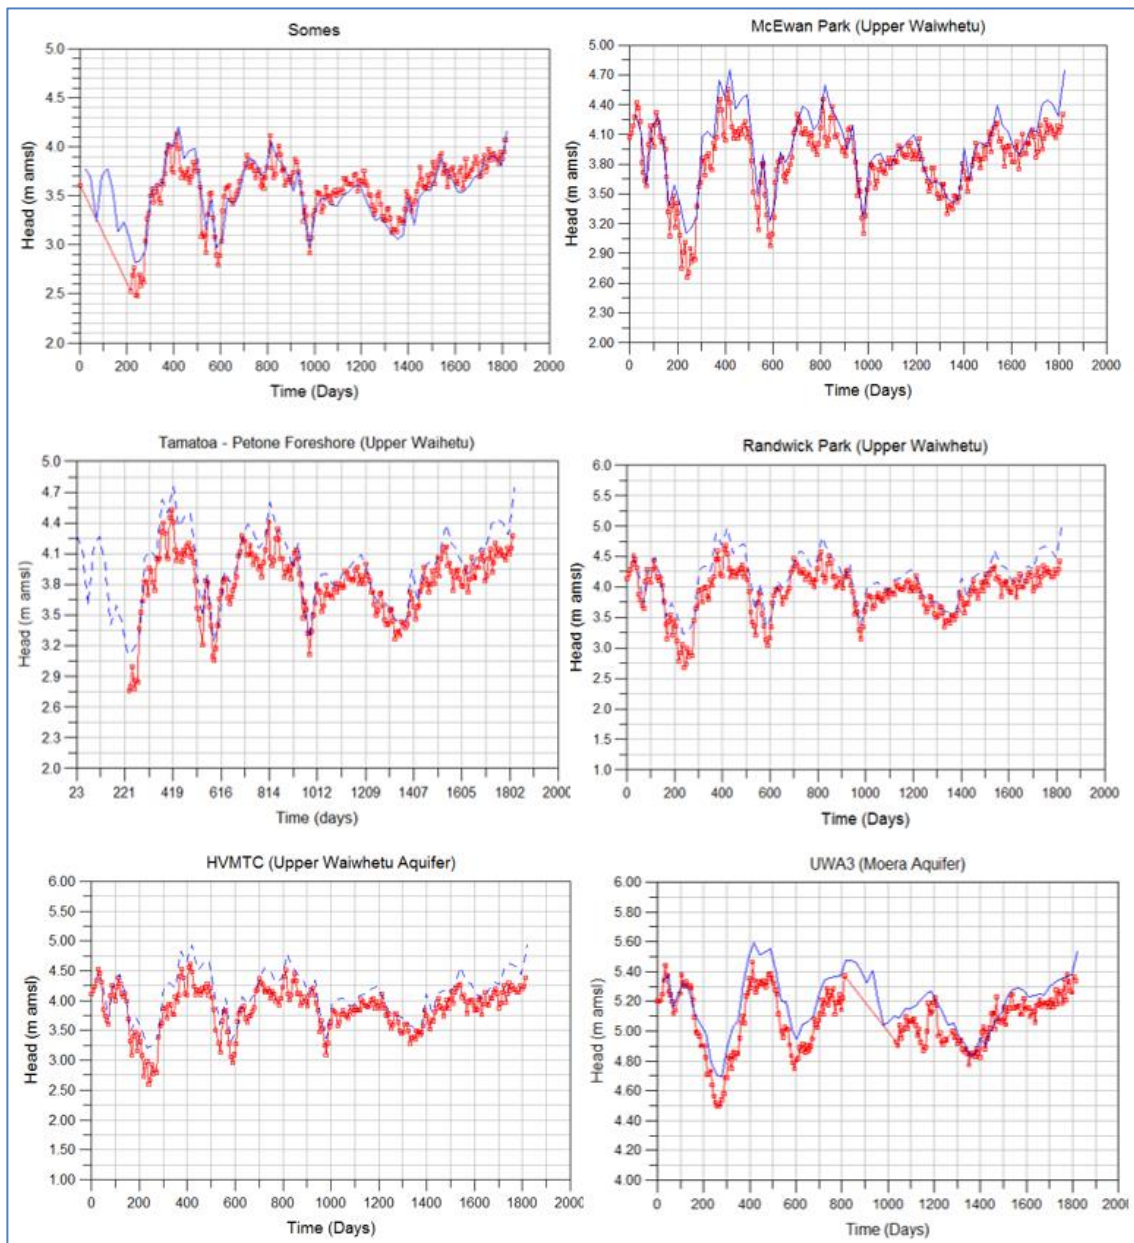 Somes
5.0
4.5
4.0
3.5
3.0
2.5
2.0
Head (m amsl)
0 200 400 600 800 1000 1200 1400 1600 1800 2000
Time (Days)
McEwan Park (Upper Waiwhetu)
5.00
4.70
4.40
4.10
3.80
3.50
3.20
2.90
2.60
2.30
2.00
Head (m amsl)
0 200 400 600 800 1000 1200 1400 1600 1800 2000
Time (Days)
Tamatoa - Petone Foreshore (Upper Waihetu)
5.0
4.7
4.4
4.1
3.8
3.5
3.2
2.9
2.6
2.3
2.0
Head (m amsl)
23 221 419 616 814 1012 1209 1407 1605 1802 200
Time (days)
Randwick Park (Upper Waiwhetu)
6.0
5.5
5.0
4.5
4.0
3.5
3.0
2.5
2.0
1.5
1.0
Head (m amsl)
0 200 400 600 800 1000 1200 1400 1600 1800 2000
Time (Days)
HVMTC (Upper Waiwhetu Aquifer)
6.00
5.50
5.00
4.50
4.00
3.50
3.00
2.50
2.00
1.50
1.00
Head (m amsl)
0 200 400 600 800 1000 1200 1400 1600 1800 2000
Time (Days)
UWA3 (Moera Aquifer)
6.00
5.80
5.60
5.40
5.20
5.00
4.80
4.60
4.40
4.20
4.00
Head (m amsl)
0 200 400 600 800 1000 1200 1400 1600 1800 2000
Time (Days)